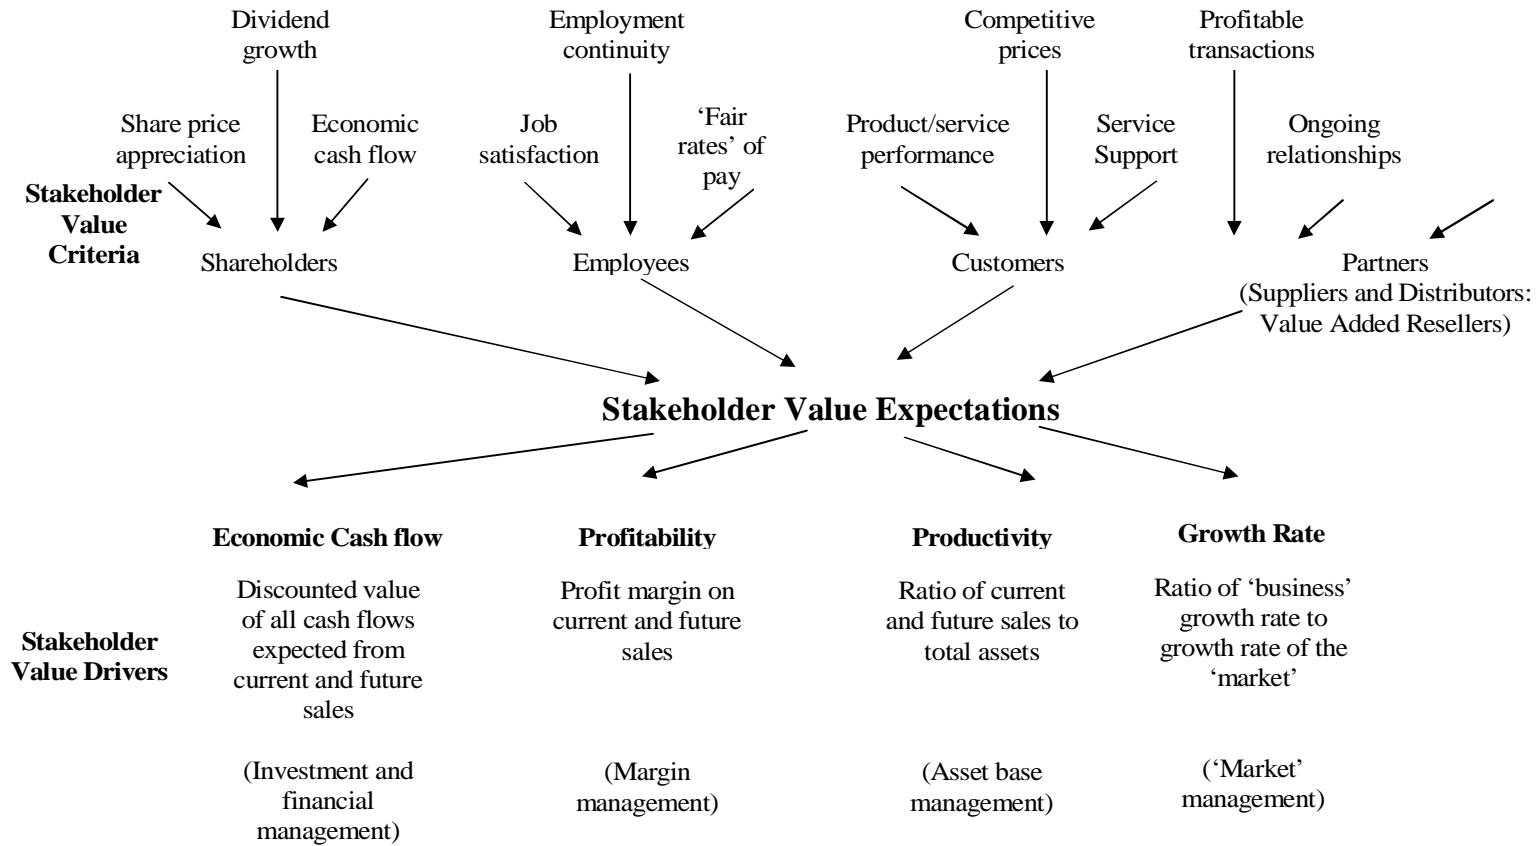 Dividend
growth
Employment
continuity
Competitive
prices
Profitable
transactions
Share price
appreciation
Economic
cash flow
Job
satisfaction
‘Fair
rates’ of
pay
Product/service
performance
Service
Support
Ongoing
relationships
Stakeholder
Value
Criteria
Shareholders
Employees
Customers
Partners
(Suppliers and Distributors:
Value Added Resellers)
Stakeholder Value Expectations
Economic Cash flow
Profitability
Productivity
Growth Rate
Stakeholder
Value Drivers
Discounted value
of all cash flows
expected from
current and future
sales
Profit margin on
current and future
sales
Ratio of current
and future sales to
total assets
Ratio of ‘business’
growth rate to
growth rate of the
‘market’
(Investment and
financial
management)
(Margin
management)
(Asset base
management)
(‘Market’
management)